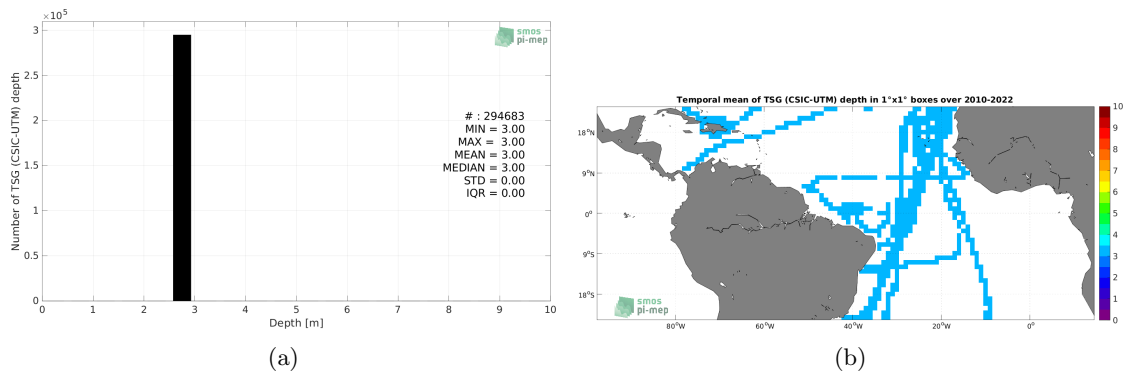 ×10^5
3
2.5
2
1.5
1
0.5
0
Number of TSG (CSIC-UTM) depth
smos
pi-mep
# : 294683
MIN = 3.00
MAX = 3.00
MEAN = 3.00
MEDIAN = 3.00
STD = 0.00
IQR = 0.00
0 1 2 3 4 5 6 7 8 9 10
Depth [m]
(a)
Temporal mean of TSG (CSIC-UTM) depth in 1°x1° boxes over 2010-2022
18°N
9°N
0°
9°S
18°S
smos
pi-mep
80°W 60°W 40°W 20°W 0°
10
9
8
7
6
5
4
3
2
1
0
(b)